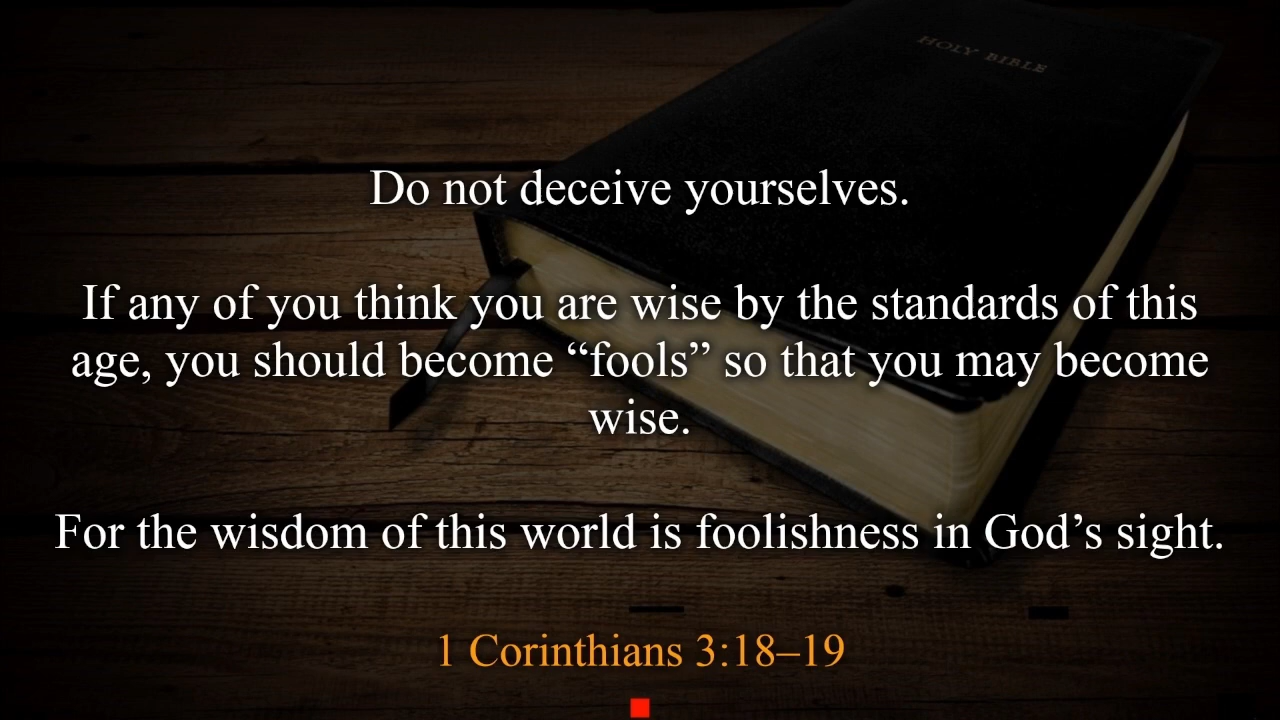 HOLY BIBLE
Do not deceive yourselves.
If any of you think you are wise by the standards of this
age, you should become “fools” so that you may become
wise.
For the wisdom of this world is foolishness in God’s sight.
1 Corinthians 3:18–19